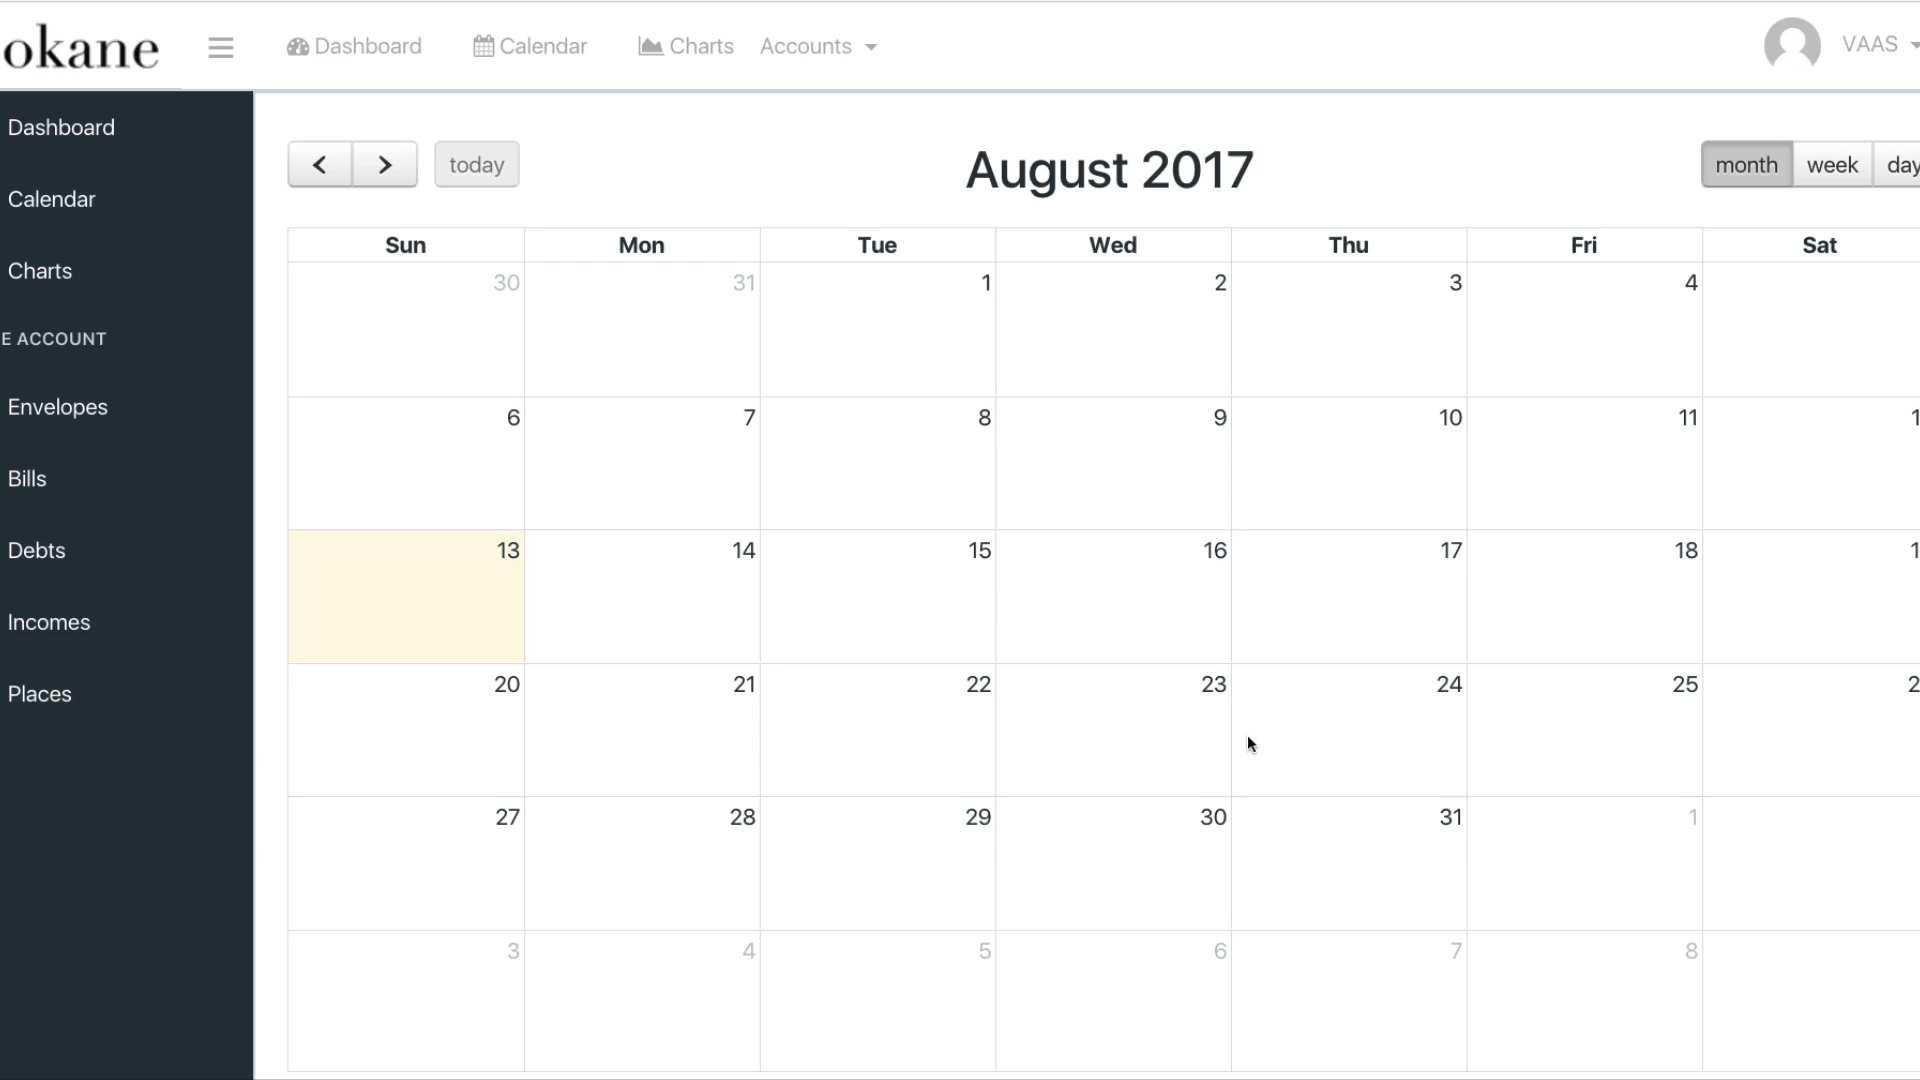 okane
Dashboard Calendar Charts Accounts VAAS
Dashboard
Calendar
Charts
E ACCOUNT
Envelopes
Bills
Debts
Incomes
Places
today
August 2017
month week day
Sun Mon Tue Wed Thu Fri Sat
30 31 1 2 3 4
6 7 8 9 10 11 1
13 14 15 16 17 18 1
20 21 22 23 24 25 2
27 28 29 30 31 1
3 4 5 6 7 8